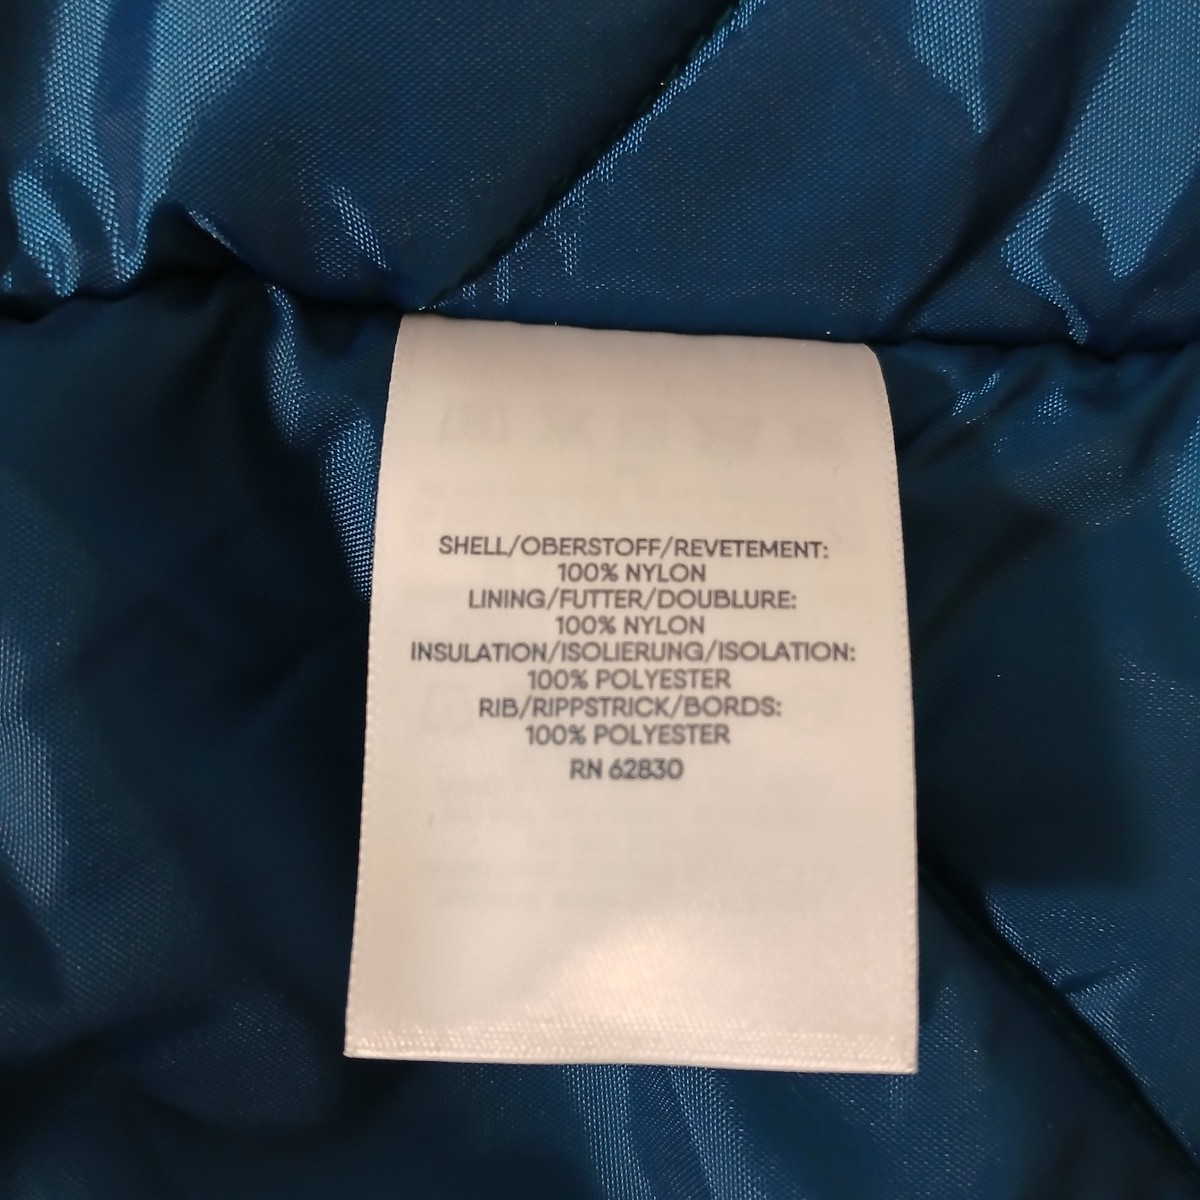 SHELL/OBERSTOFF/REVETEMENT:
100% NYLON
LINING/FUTTER/DOUBLURE:
100% NYLON
INSULATION/ISOLIERUNG/ISOLATION:
100% POLYESTER
RIB/RIPPSTRICK/BORDS:
100% POLYESTER
RN 62830